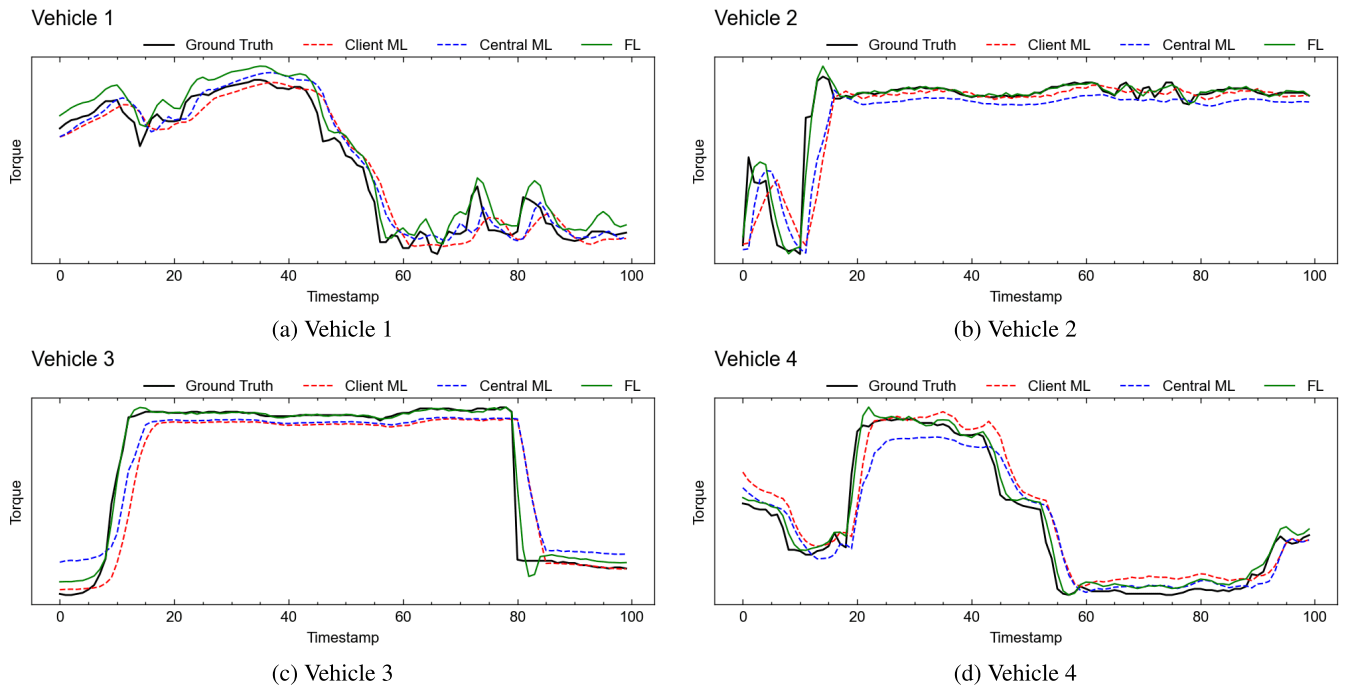 Vehicle 1
Ground Truth Client ML Central ML FL
Torque
0 20 40 60 80 100
Timestamp
(a) Vehicle 1
Vehicle 2
Ground Truth Client ML Central ML FL
Torque
0 20 40 60 80 100
Timestamp
(b) Vehicle 2
Vehicle 3
Ground Truth Client ML Central ML FL
Torque
0 20 40 60 80 100
Timestamp
(c) Vehicle 3
Vehicle 4
Ground Truth Client ML Central ML FL
Torque
0 20 40 60 80 100
Timestamp
(d) Vehicle 4